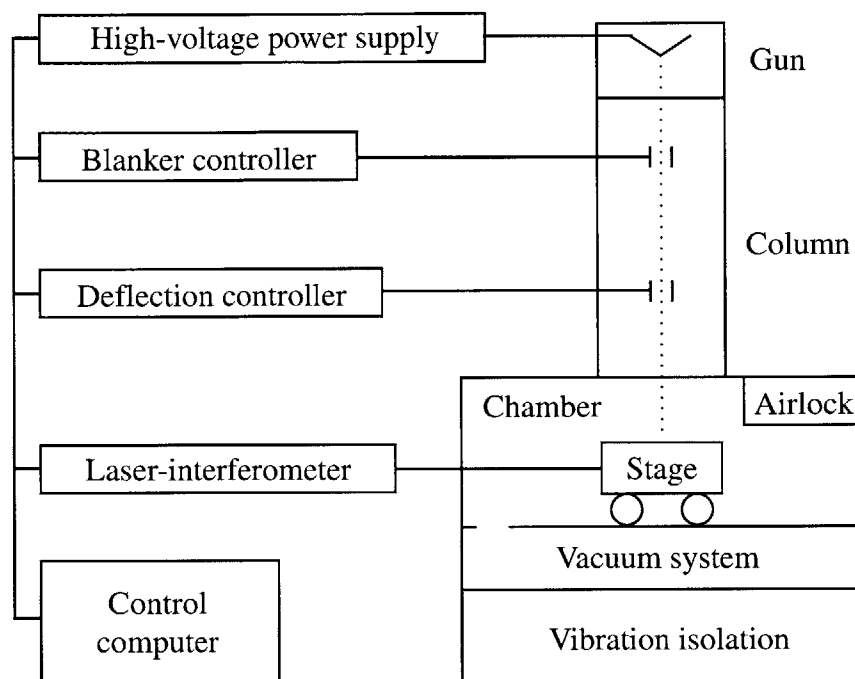 High-voltage power supply
Gun
Blanker controller
Column
Deflection controller
Chamber
Airlock
Laser-interferometer
Stage
Vacuum system
Control
computer
Vibration isolation